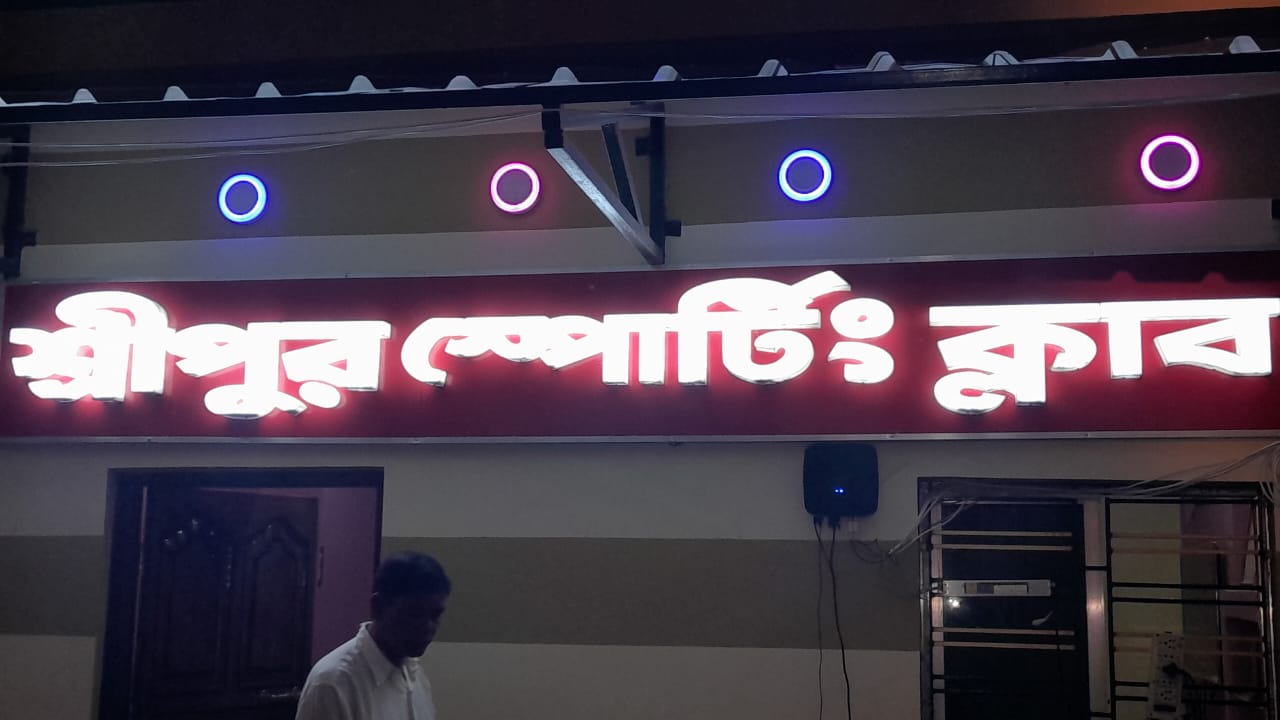 শ্রীপুর স্পোর্টিং ক্লাব